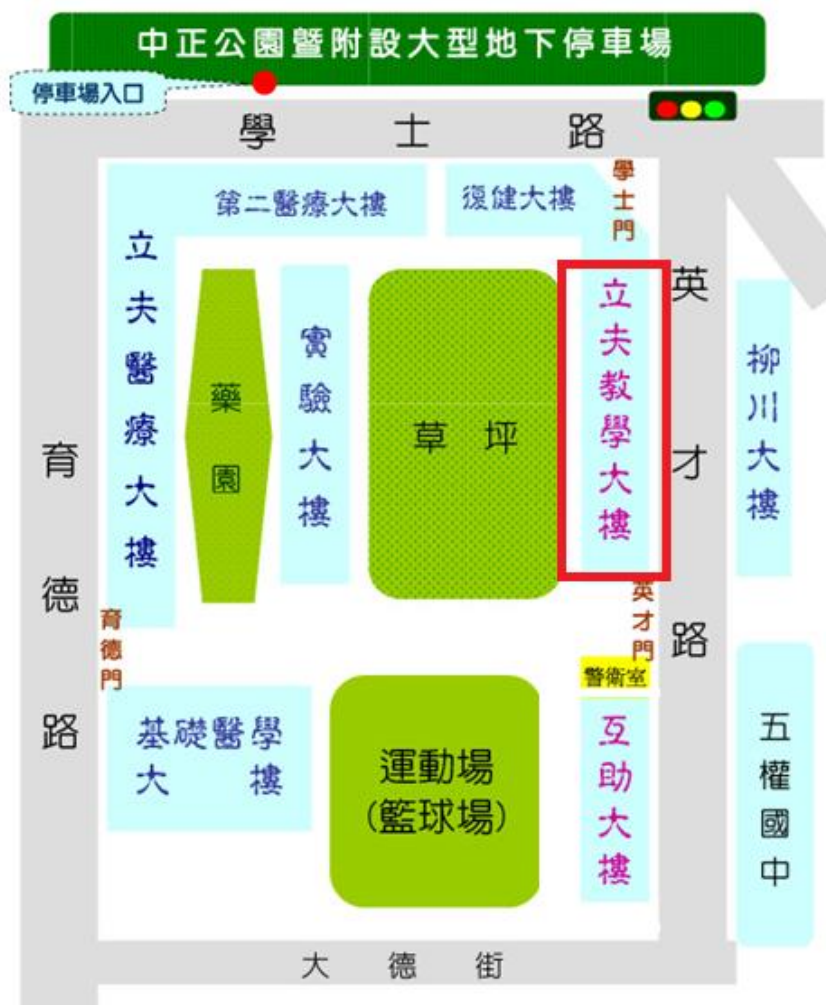 中正公園暨附設大型地下停車場
停車場入口
學士路
第二醫療大樓
復健大樓
學士門
立夫醫療大樓
藥園
實驗大樓
草坪
立夫教學大樓
英才路
柳川大樓
育德路
育德門
英才門
警衛室
基礎醫學
大樓
運動場
(籃球場)
互助大樓
五權國中
大德街